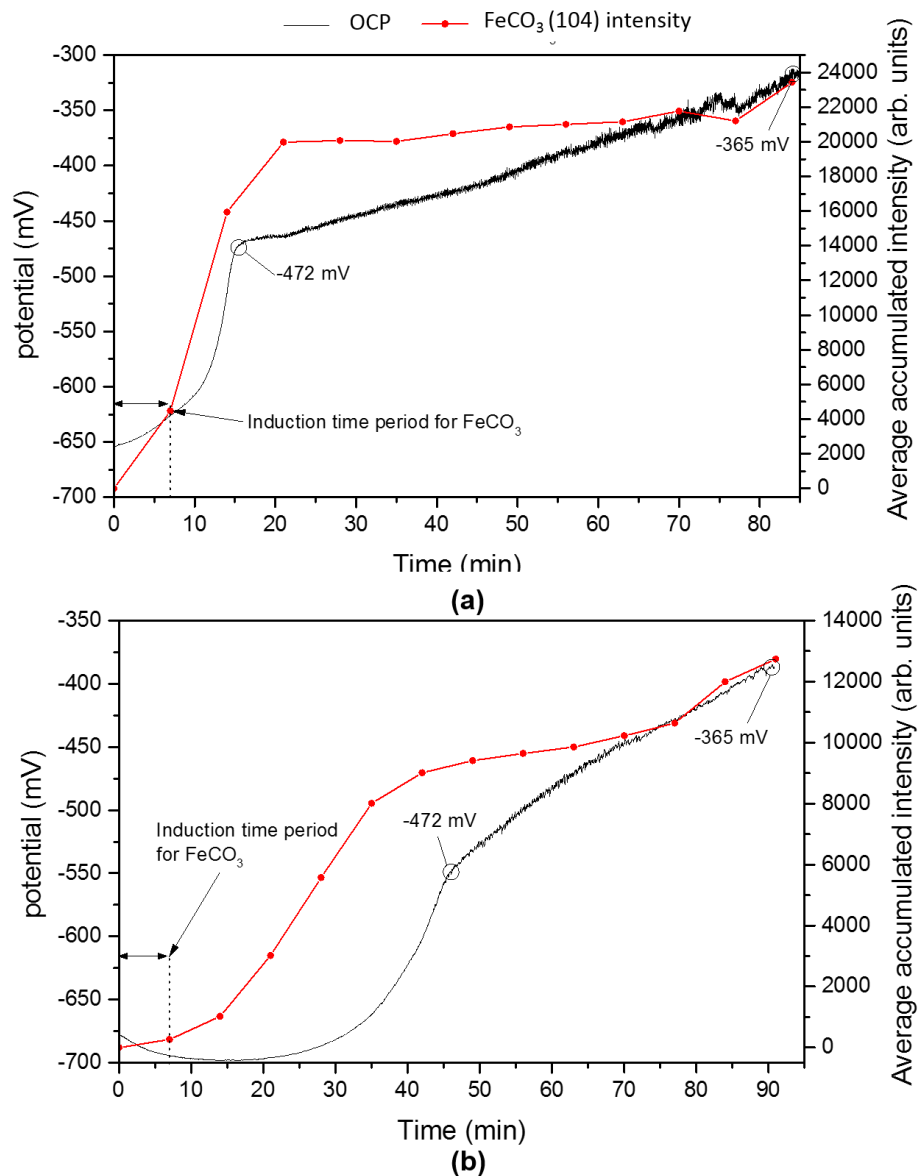 OCP FeCO₃ (104) intensity
-300
-350
-400
-450
-500
-550
-600
-650
-700
potential (mV)
24000
22000
20000
18000
16000
14000
12000
10000
8000
6000
4000
2000
0
Average accumulated intensity (arb. units)
-365 mV
-472 mV
Induction time period for FeCO₃
0 10 20 30 40 50 60 70 80
Time (min)
(a)
-350
-400
-450
-500
-550
-600
-650
-700
potential (mV)
14000
12000
10000
8000
6000
4000
2000
0
Average accumulated intensity (arb. units)
-365 mV
-472 mV
Induction time period
for FeCO₃
0 10 20 30 40 50 60 70 80 90
Time (min)
(b)